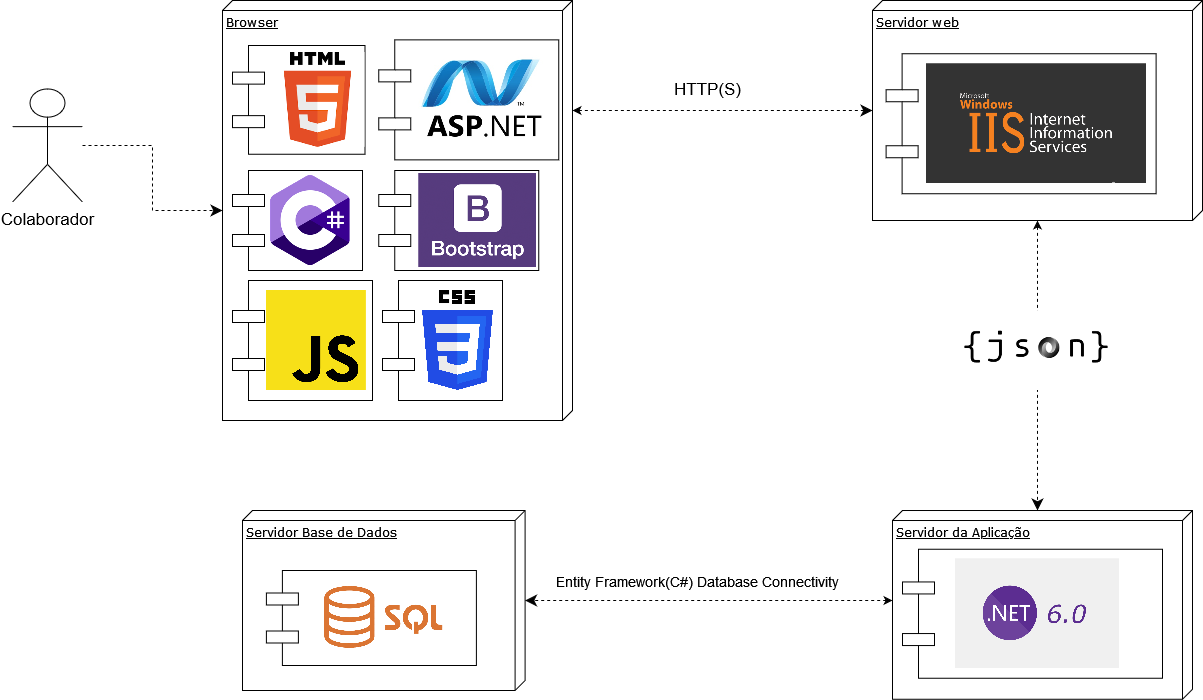 Browser
HTML
5
ASP.NET
TM
C#
B
Bootstrap
JS
CSS
3
Colaborador
HTTP(S)
Servidor web
Microsoft
Windows
IIS
Internet
Information
Services
{json}
Servidor Base de Dados
SQL
Entity Framework(C#) Database Connectivity
Servidor da Aplicação
.NET
6.0